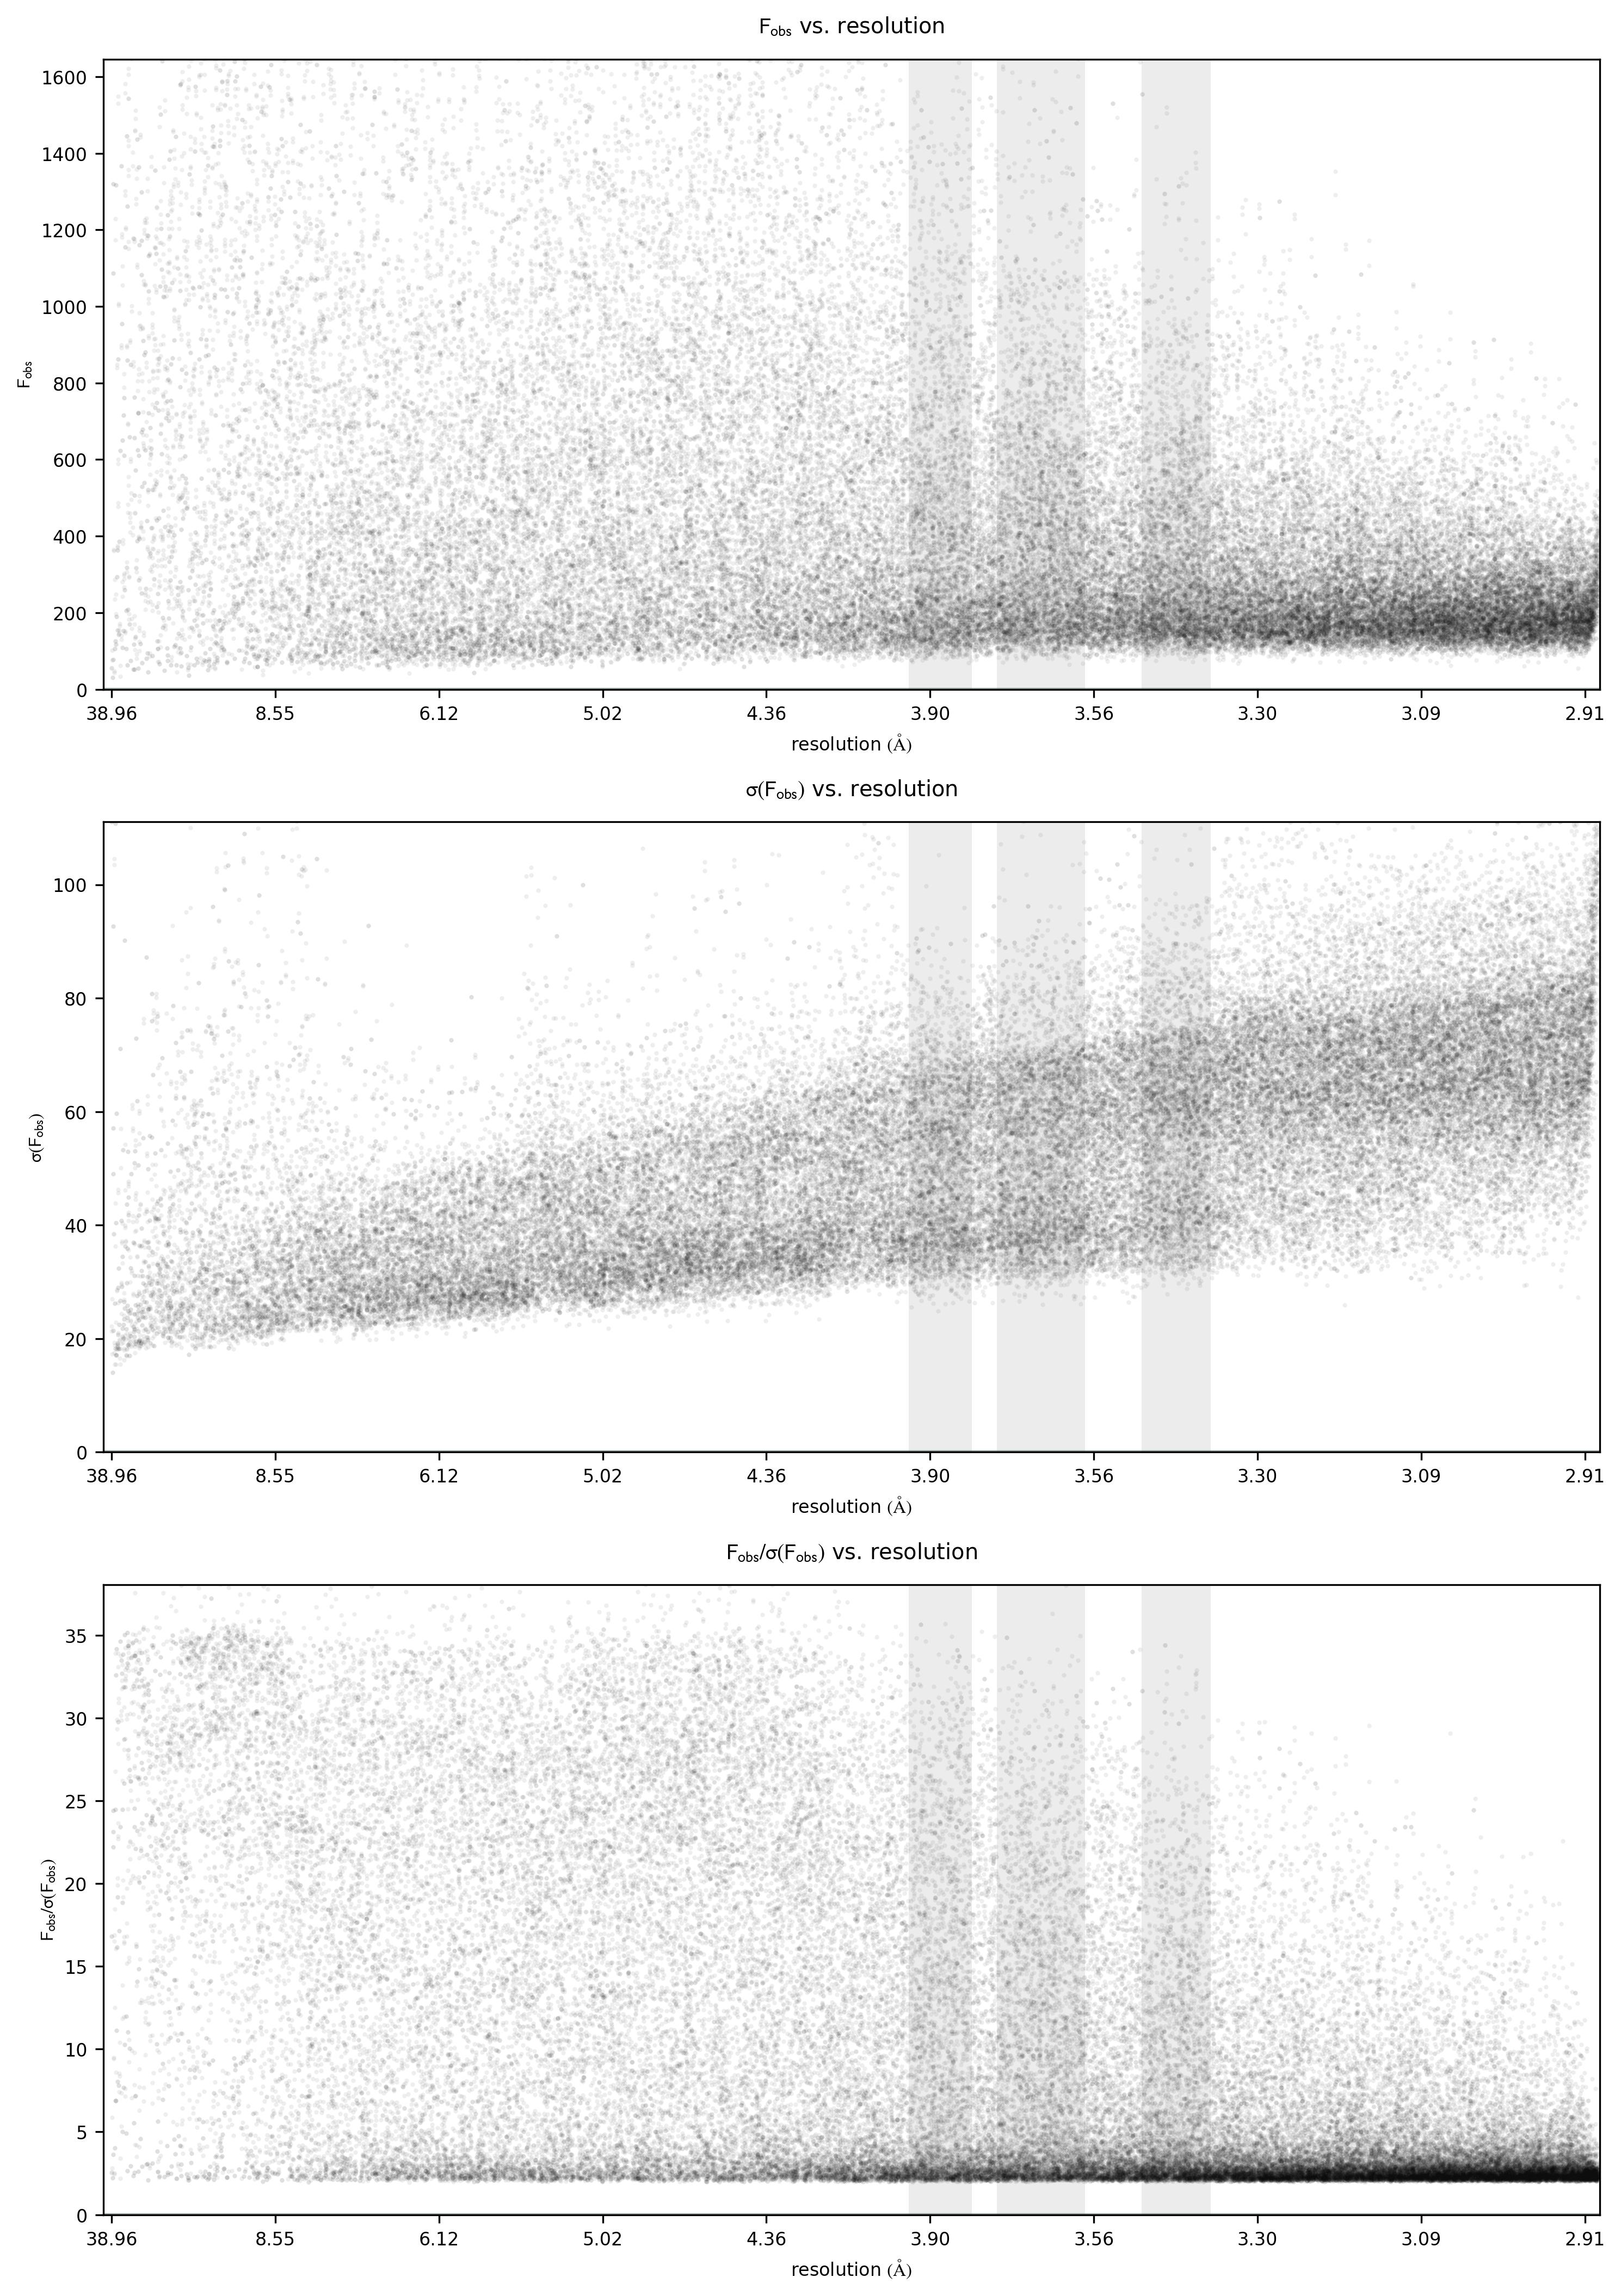 Fobs vs. resolution
1600
1400
1200
1000
800
600
400
200
0
Fobs
38.96 8.55 6.12 5.02 4.36 3.90 3.56 3.30 3.09 2.91
resolution (Å)
σ(Fobs) vs. resolution
100
80
60
40
20
0
σ(Fobs)
38.96 8.55 6.12 5.02 4.36 3.90 3.56 3.30 3.09 2.91
resolution (Å)
Fobs/σ(Fobs) vs. resolution
35
30
25
20
15
10
5
0
Fobs/σ(Fobs)
38.96 8.55 6.12 5.02 4.36 3.90 3.56 3.30 3.09 2.91
resolution (Å)